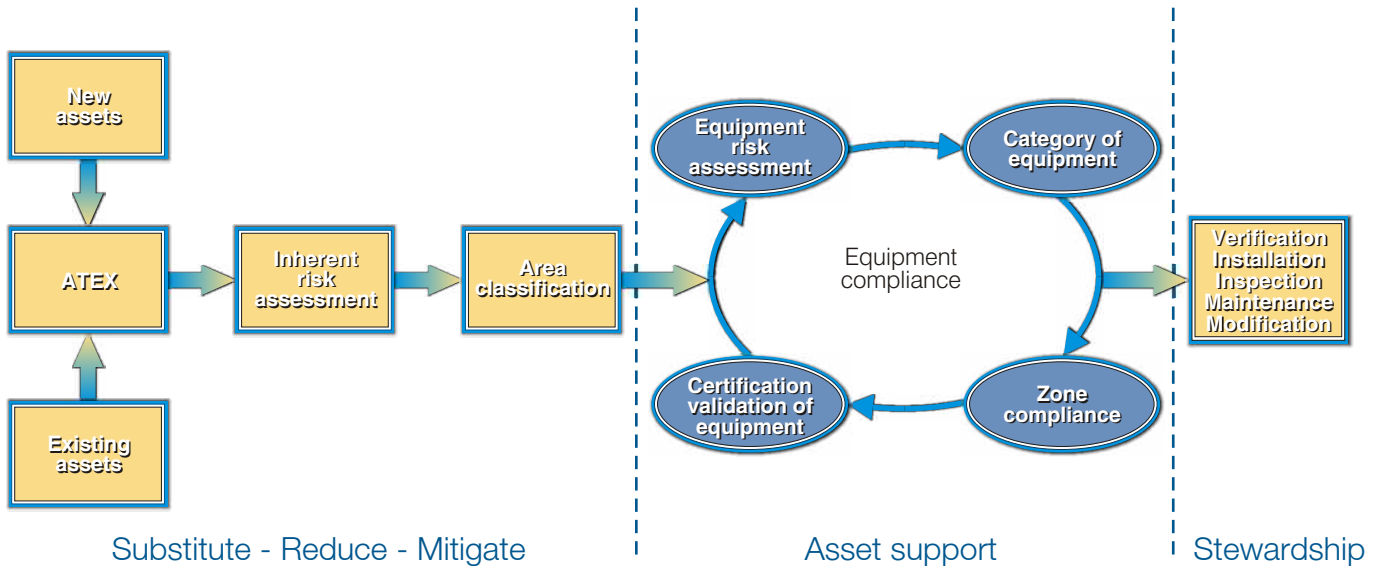 New
assets
ATEX
Existing
assets
Inherent
risk
assessment
Area
classification
Equipment
risk
assessment
Category of
equipment
Equipment
compliance
Certification
validation of
equipment
Zone
compliance
Verification
Installation
Inspection
Maintenance
Modification
Substitute - Reduce - Mitigate
Asset support
Stewardship